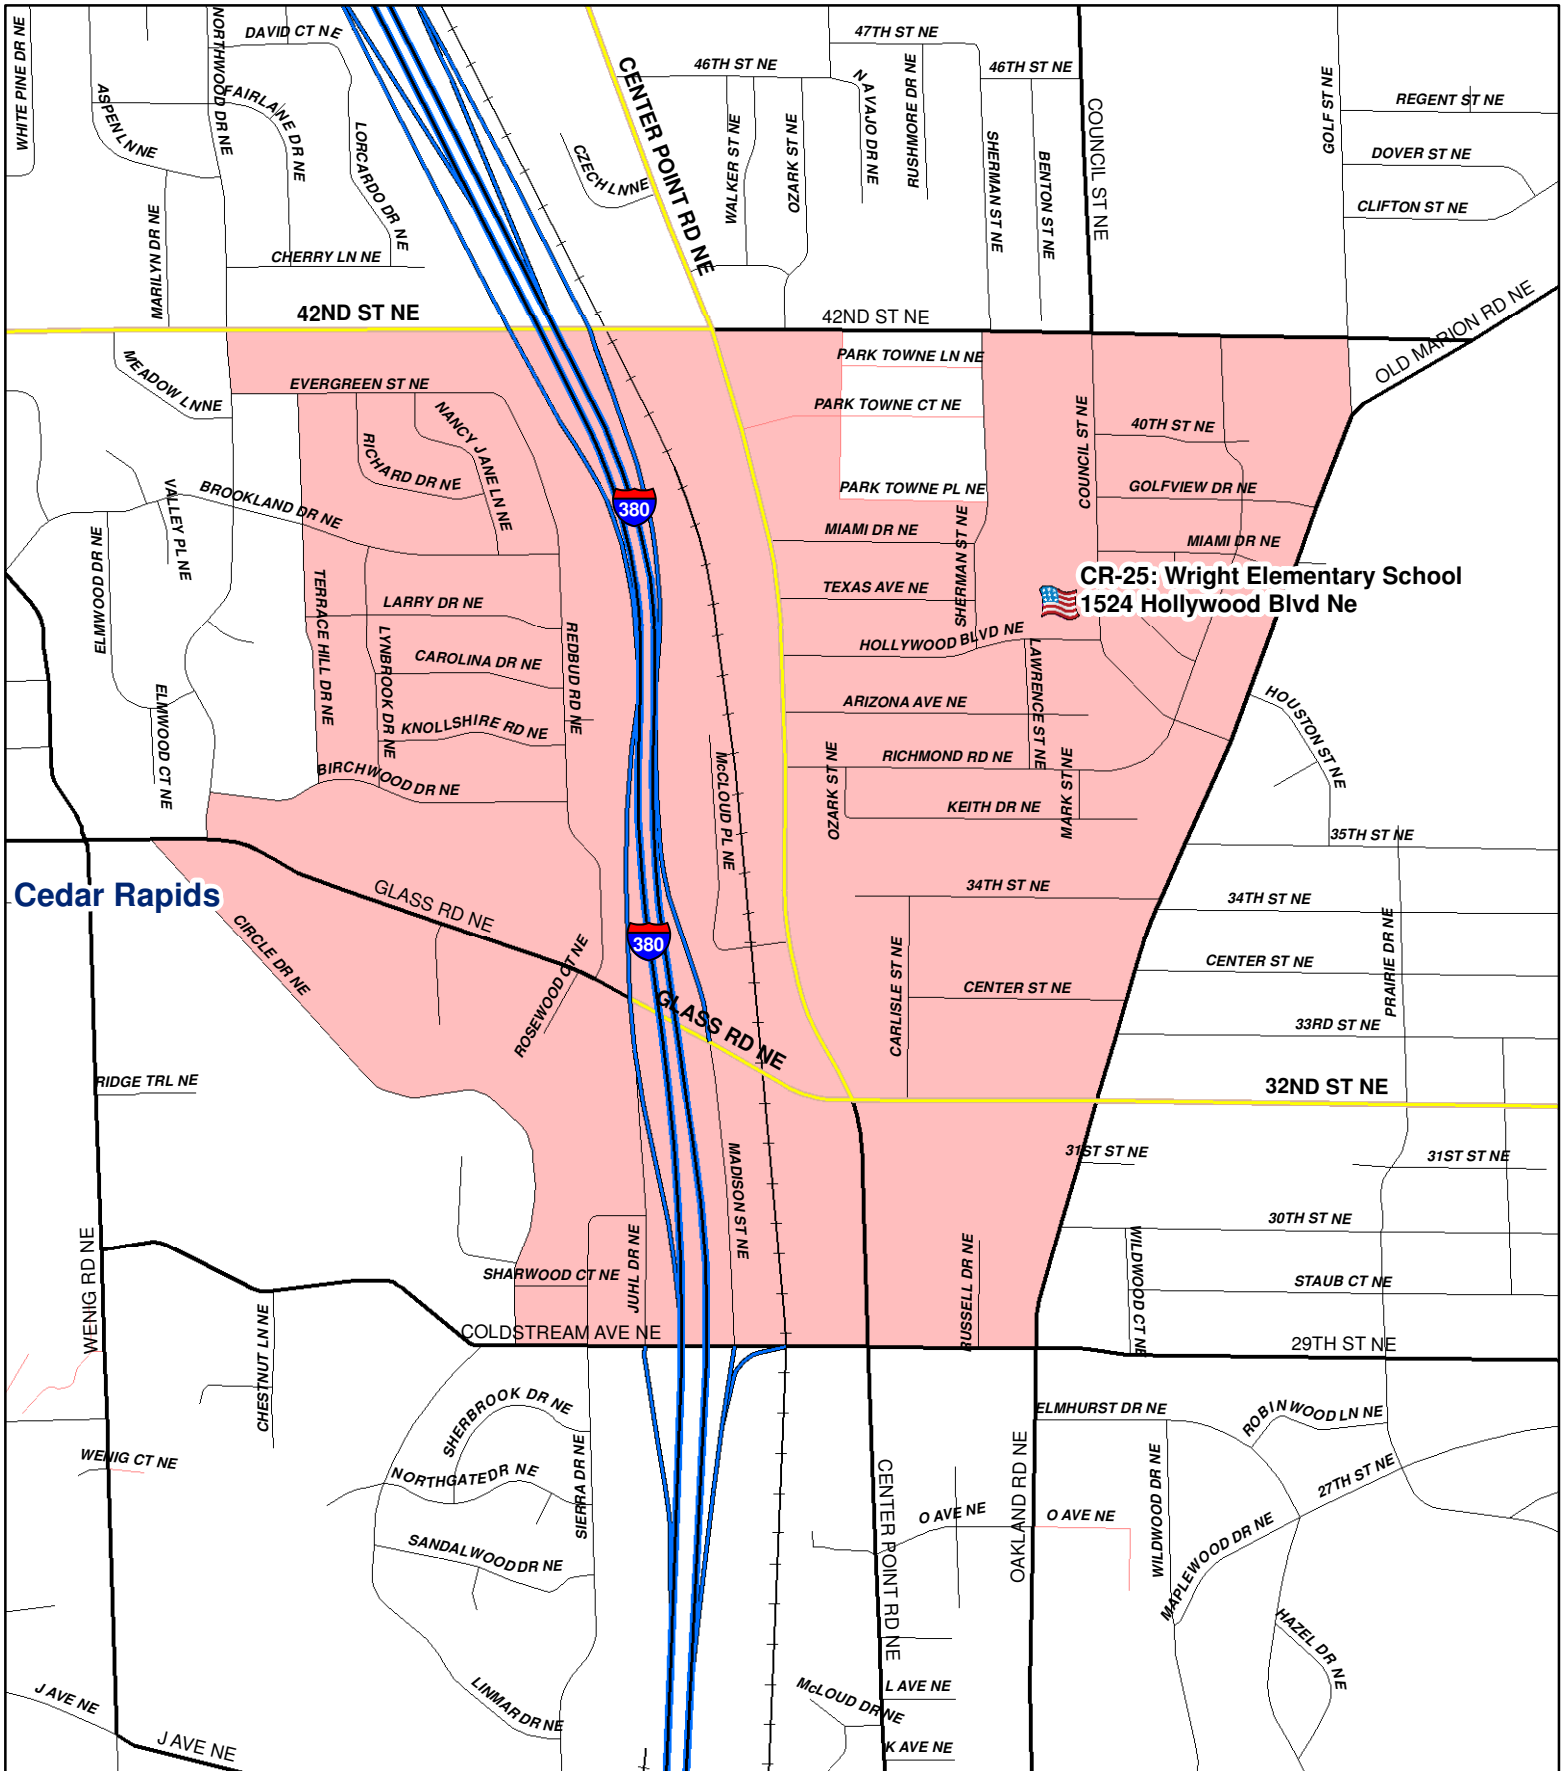 WHITE PINE DR NE
NORTHWOOD DR NE
DAVID CT NE
ASPEN LN NE
FAIRLANE DR NE
LORCARDO DR NE
MARILYN DR NE
CHERRY LN NE
CENTER POINT RD NE
CZECH LN NE
46TH ST NE
47TH ST NE
46TH ST NE
WALKER ST NE
OZARK ST NE
NAVAJO DR NE
RUSHMORE DR NE
SHERMAN ST NE
BENTON ST NE
COUNCIL ST NE
GOLF ST NE
REGENT ST NE
DOVER ST NE
CLIFTON ST NE
OLD MARION RD NE
42ND ST NE
42ND ST NE
MEADOW LN NE
EVERGREEN ST NE
NANCY JANE LN NE
RICHARD DR NE
BROOKLAND DR NE
VALLEY PL NE
ELMWOOD DR NE
TERRACE HILL DR NE
LARRY DR NE
LYNBROOK DR NE
CAROLINA DR NE
REDBUD RD NE
KNOLLSHIRE RD NE
BIRCHWOOD DR NE
ELMWOOD CT NE
380
PARK TOWNE LN NE
PARK TOWNE CT NE
PARK TOWNE PL NE
COUNCIL ST NE
40TH ST NE
GOLFVIEW DR NE
MIAMI DR NE
MIAMI DR NE
TEXAS AVE NE
SHERMAN ST NE
CR-25: Wright Elementary School
1524 Hollywood Blvd Ne
HOLLYWOOD BLVD NE
LAWRENCE ST NE
ARIZONA AVE NE
RICHMOND RD NE
OZARK ST NE
MARK ST NE
KEITH DR NE
McCLOUD PL NE
HOUSTON ST NE
35TH ST NE
34TH ST NE
34TH ST NE
CENTER ST NE
CENTER ST NE
CARLISLE ST NE
PRAIRIE DR NE
33RD ST NE
32ND ST NE
Cedar Rapids
GLASS RD NE
CIRCLE DR NE
ROSEWOOD CT NE
380
GLASS RD NE
RIDGE TRL NE
31ST ST NE
31ST ST NE
30TH ST NE
STAUB CT NE
WILDWOOD CT NE
RUSSELL DR NE
MADISON ST NE
JUHL DR NE
SHARWOOD CT NE
COLDSTREAM AVE NE
29TH ST NE
WENIG RD NE
CHESTNUT LN NE
WENIG CT NE
SHERBROOK DR NE
NORTHGATE DR NE
SIERRA DR NE
SANDALWOOD DR NE
LINMAR DR NE
J AVE NE
J AVE NE
CENTER POINT RD NE
O AVE NE
OAKLAND RD NE
O AVE NE
ELMHURST DR NE
WILDWOOD DR NE
ROBINWOOD LN NE
27TH ST NE
MAPLEWOOD DR NE
HAZEL DR NE
McLOUD DR NE
L AVE NE
K AVE NE